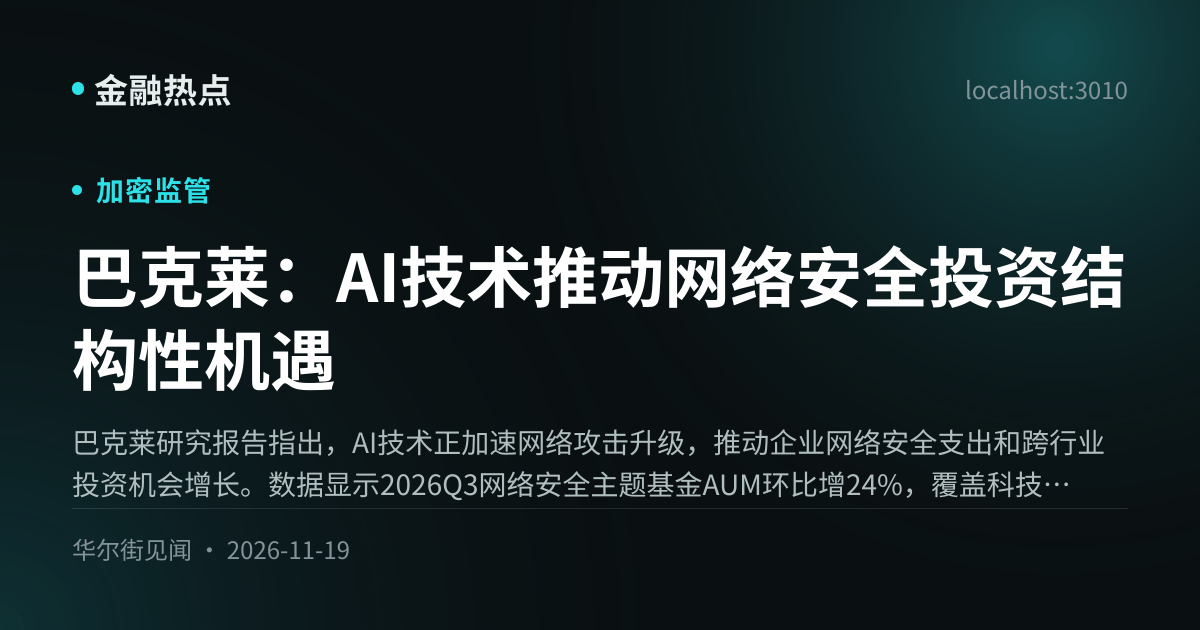 金融热点
localhost:3010
加密监管
巴克莱：AI技术推动网络安全投资结
构性机遇
巴克莱研究报告指出，AI技术正加速网络攻击升级，推动企业网络安全支出和跨行业
投资机会增长。数据显示2026Q3网络安全主题基金AUM环比增24%，覆盖科技…
华尔街见闻 • 2026-11-19